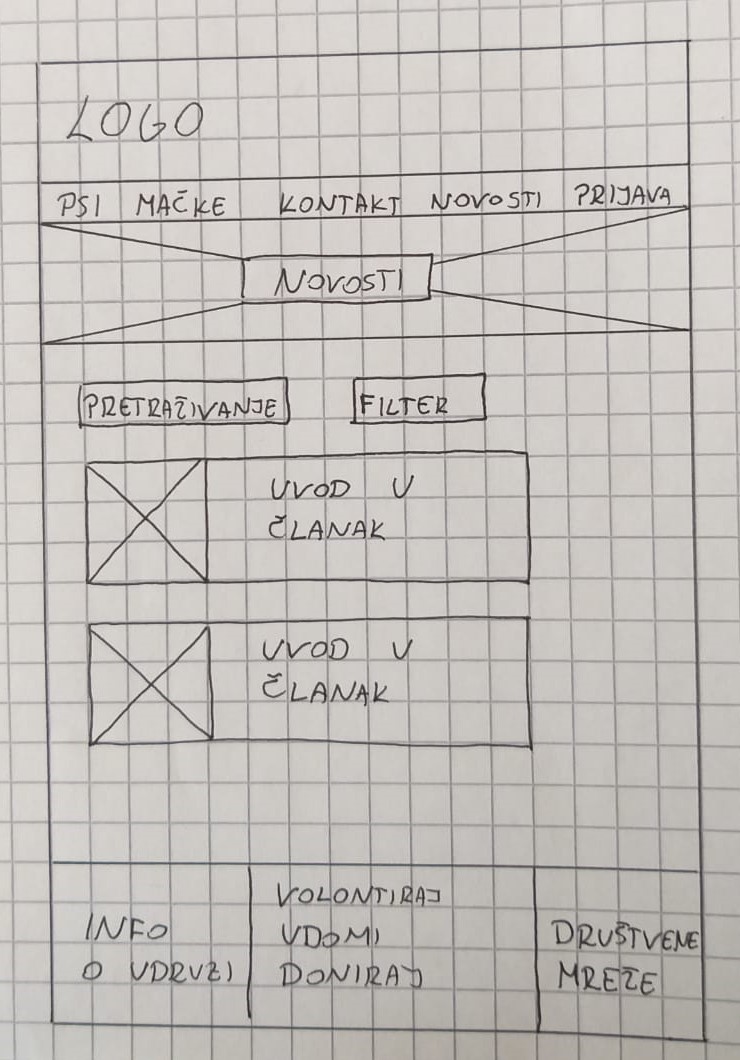 LOGO
PSI MAČKE KONTAKT NOVOSTI PRIJAVA
NOVOSTI
PRETRAŽIVANJE FILTER
UVOD U
ČLANAK
UVOD U
ČLANAK
INFO
O UDRUZI
VOLONTIRAJ
UDOMI
DONIRAJ
DRUŠTVENE
MREŽE